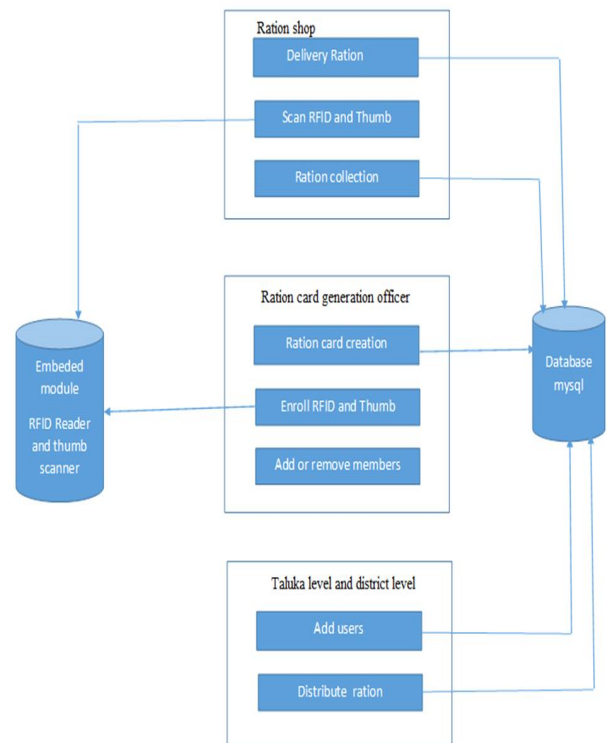 Ration shop
Delivery Ration
Scan RFID and Thumb
Ration collection
Ration card generation officer
Ration card creation
Enroll RFID and Thumb
Add or remove members
Embeded
module
RFID Reader
and thumb
scanner
Database
mysql
Taluka level and district level
Add users
Distribute ration